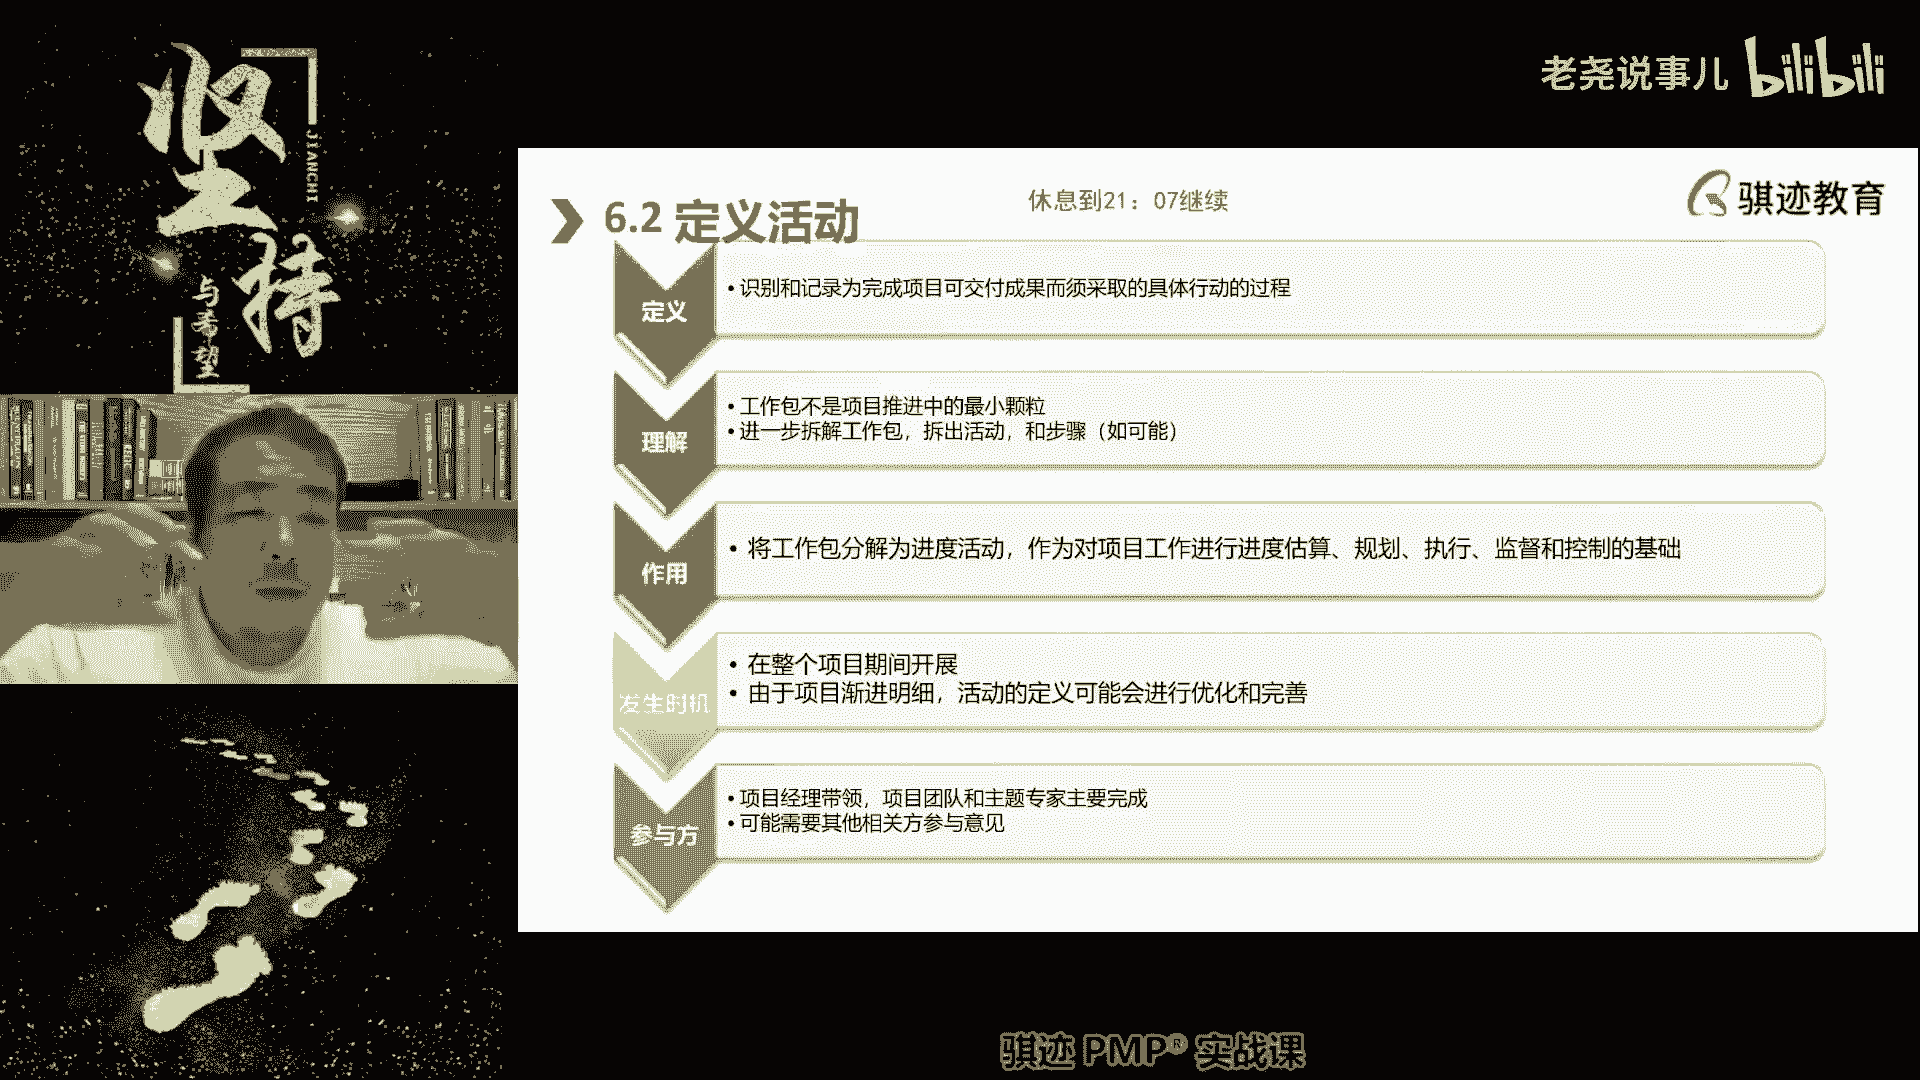 坚
持
JIANCHI
与希望
老尧说事儿 bilibili
6.2 定义活动
休息到21：07继续
骐迹教育
定义
•识别和记录为完成项目可交付成果而须采取的具体行动的过程
理解
•工作包不是项目推进中的最小颗粒
•进一步拆解工作包，拆出活动，和步骤（如可能）
作用
• 将工作包分解为进度活动，作为对项目工作进行进度估算、规划、执行、监督和控制的基础
发生时机
• 在整个项目期间开展
• 由于项目渐进明细，活动的定义可能会进行优化和完善
参与方
•项目经理带领，项目团队和主题专家主要完成
•可能需要其他相关方参与意见
骐迹 PMP® 实战课